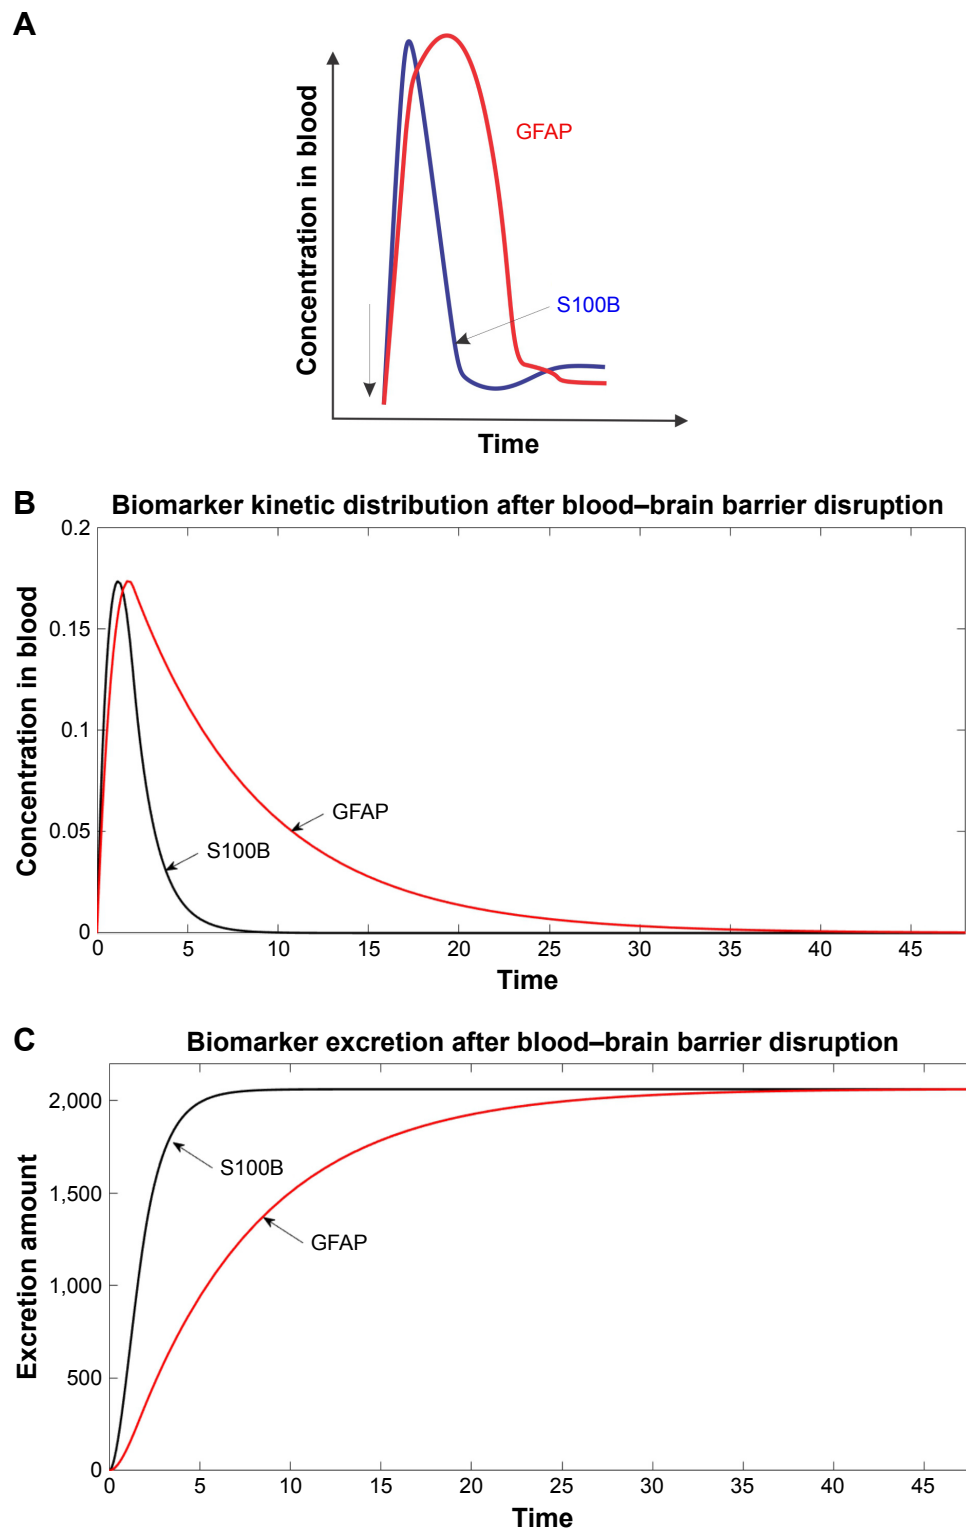 A
Concentration in blood
GFAP
S100B
Time
B
Biomarker kinetic distribution after blood–brain barrier disruption
Concentration in blood
0.2
0.15
0.1
0.05
0
GFAP
S100B
0 5 10 15 20 25 30 35 40 45
Time
C
Biomarker excretion after blood–brain barrier disruption
Excretion amount
2,000
1,500
1,000
500
0
S100B
GFAP
0 5 10 15 20 25 30 35 40 45
Time